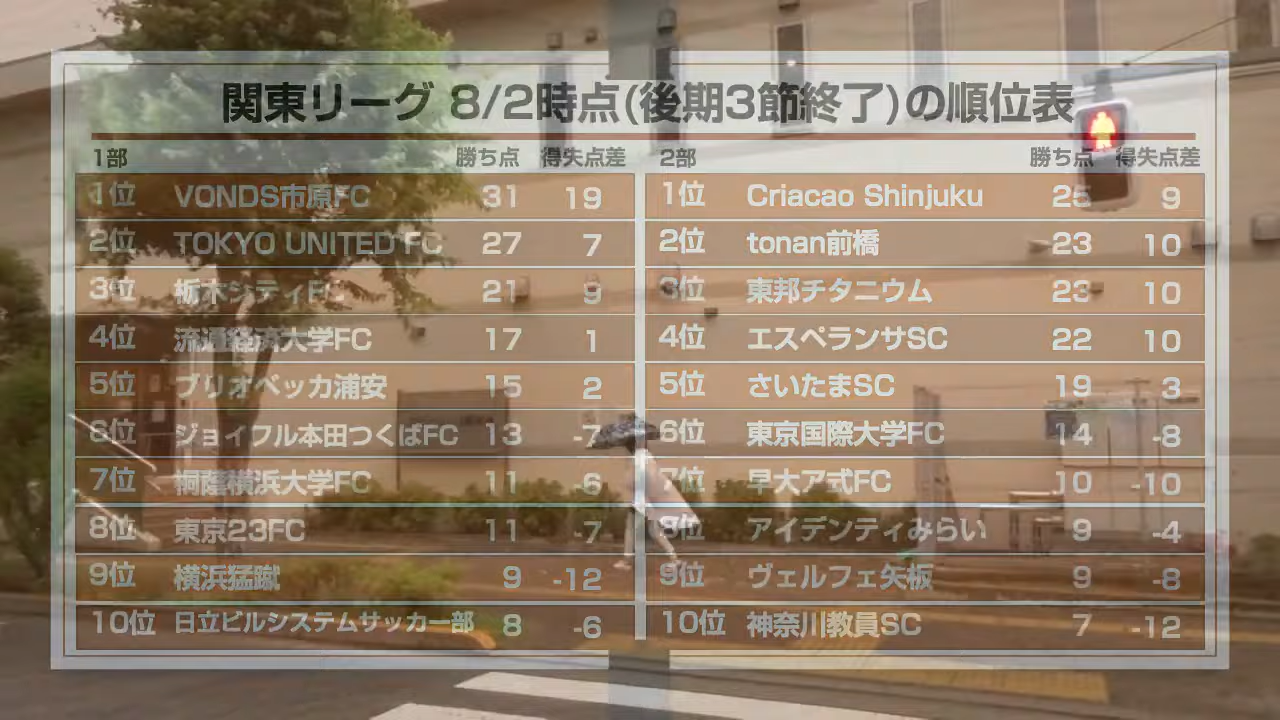 関東リーグ 8/2時点(後期3節終了)の順位表
1部 勝ち点 得失点差
1位 VONDS市原FC 31 19
2位 TOKYO UNITED FC 27 7
3位 栃木シティFC 21 9
4位 流通経済大学FC 17 1
5位 ブリオベッカ浦安 15 2
6位 ジョイフル本田つくばFC 13 -7
7位 桐蔭横浜大学FC 11 -6
8位 東京23FC 11 -7
9位 横浜猛蹴 9 -12
10位 日立ビルシステムサッカー部 8 -6
2部 勝ち点 得失点差
1位 Criacao Shinjuku 25 9
2位 tonan前橋 23 10
3位 東邦チタニウム 23 10
4位 エスペランサSC 22 10
5位 さいたまSC 19 3
6位 東京国際大学FC 14 -8
7位 早大ア式FC 10 -10
8位 アイデンティみらい 9 -4
9位 ヴェルフェ矢板 9 -8
10位 神奈川教員SC 7 -12